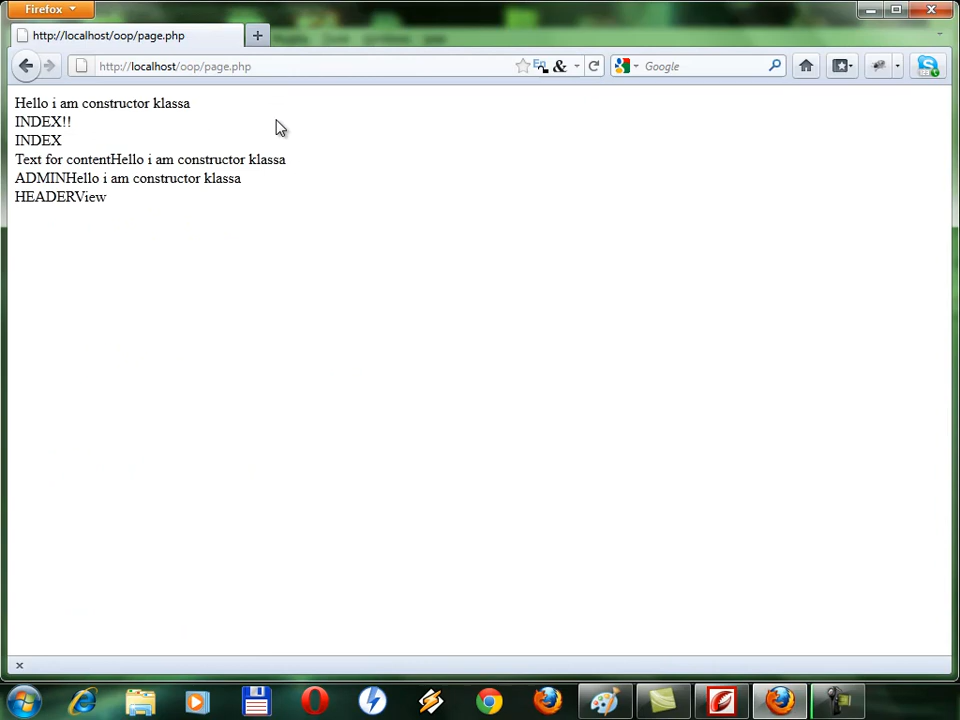 Firefox
http://localhost/oop/page.php
http://localhost/oop/page.php
Google
Hello i am constructor klassa
INDEX!!
INDEX
Text for contentHello i am constructor klassa
ADMINHello i am constructor klassa
HEADERView